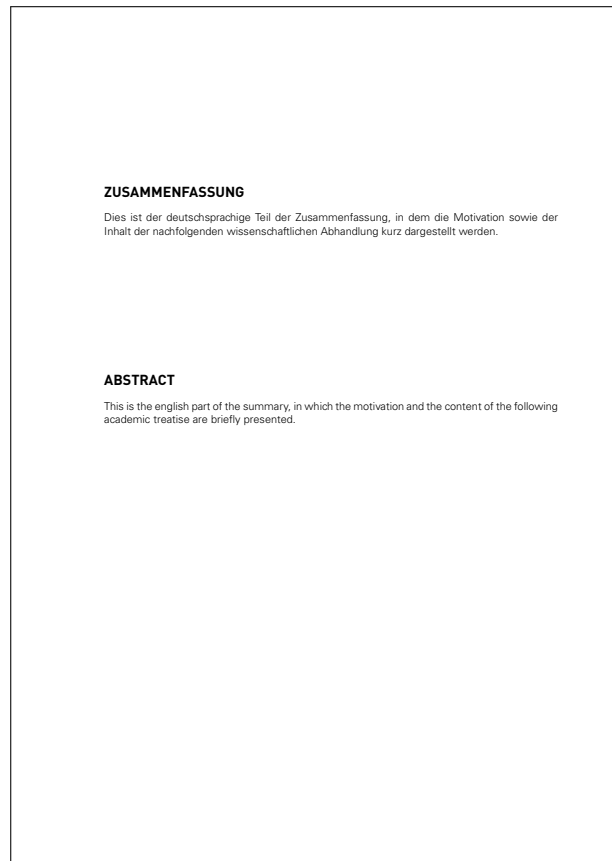 ZUSAMMENFASSUNG
Dies ist der deutschsprachige Teil der Zusammenfassung, in dem die Motivation sowie der
Inhalt der nachfolgenden wissenschaftlichen Abhandlung kurz dargestellt werden.
ABSTRACT
This is the english part of the summary, in which the motivation and the content of the following
academic treatise are briefly presented.